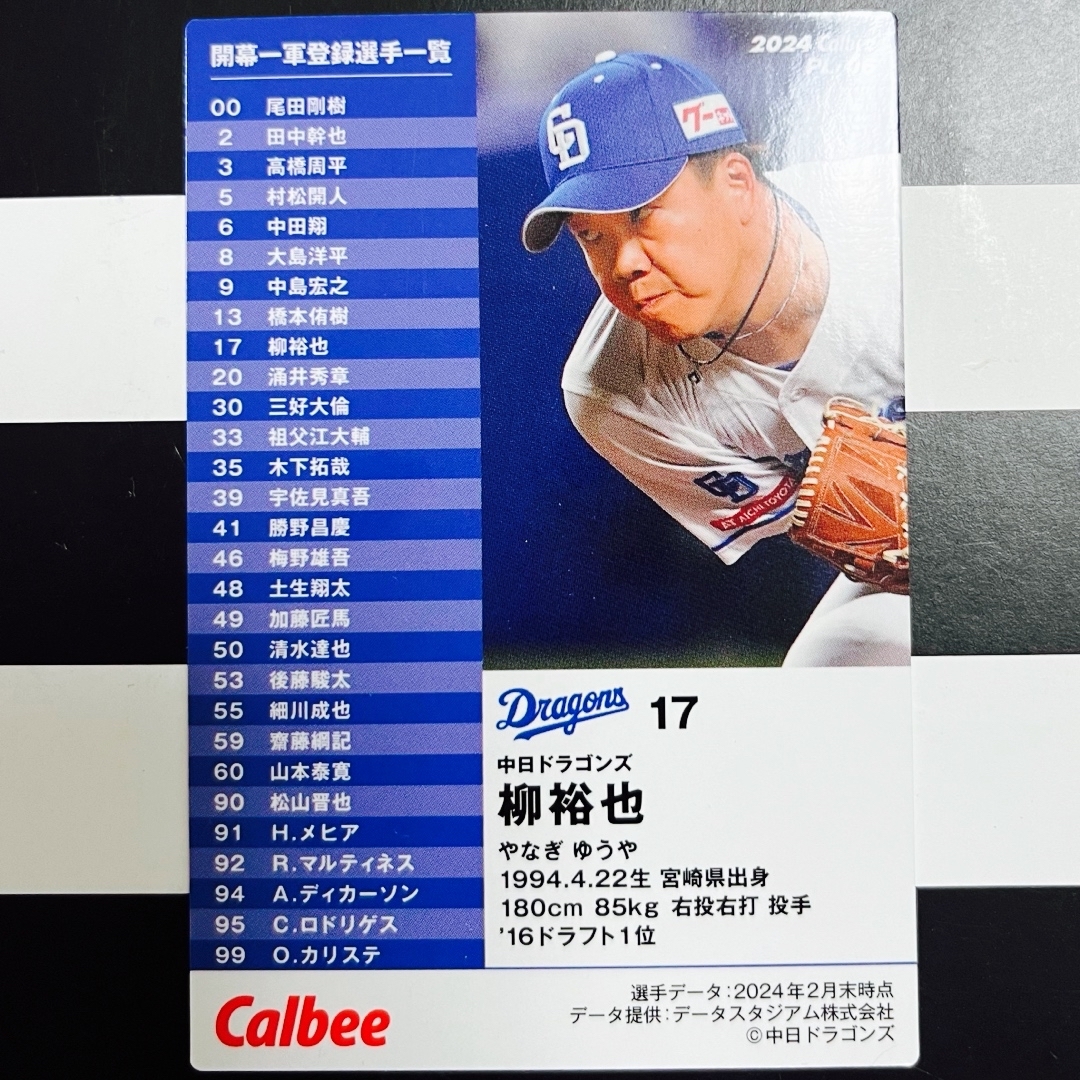 開幕一軍登録選手一覧
00 尾田剛樹
2 田中幹也
3 高橋周平
5 村松開人
6 中田翔
8 大島洋平
9 中島宏之
13 橋本侑樹
17 柳裕也
20 涌井秀章
30 三好大倫
33 祖父江大輔
35 木下拓哉
39 宇佐見真吾
41 勝野昌慶
46 梅野雄吾
48 土生翔太
49 加藤匠馬
50 清水達也
53 後藤駿太
55 細川成也
59 齋藤綱記
60 山本泰寛
90 松山晋也
91 H.メヒア
92 R.マルティネス
94 A.ディカーソン
95 C.ロドリゲス
99 O.カリステ
2024 Calbee
CD
グー
CD
AT AICHI TOYOTA
Dragons 17
中日ドラゴンズ
柳裕也
やなぎ ゆうや
1994.4.22生 宮崎県出身
180cm 85kg 右投右打 投手
'16ドラフト1位
Calbee
選手データ:2024年2月末時点
データ提供:データスタジアム株式会社
©中日ドラゴンズ